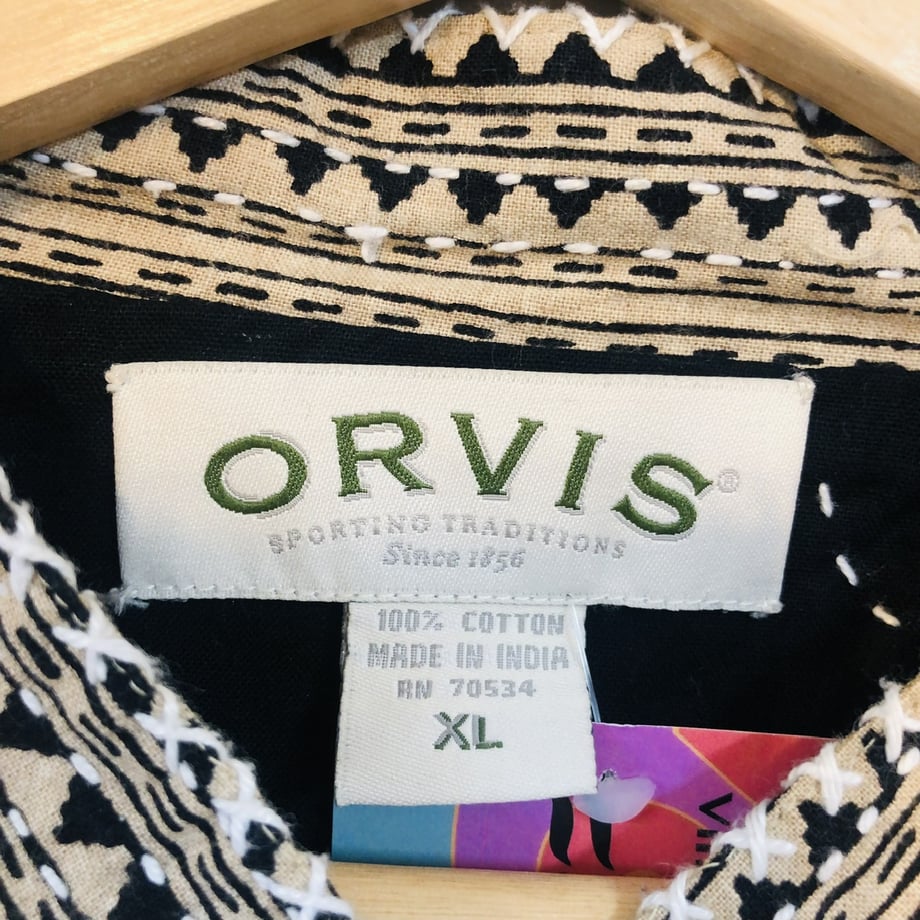 ORVIS®
SPORTING TRADITIONS
Since 1856
100% COTTON
MADE IN INDIA
RN 70534
XL